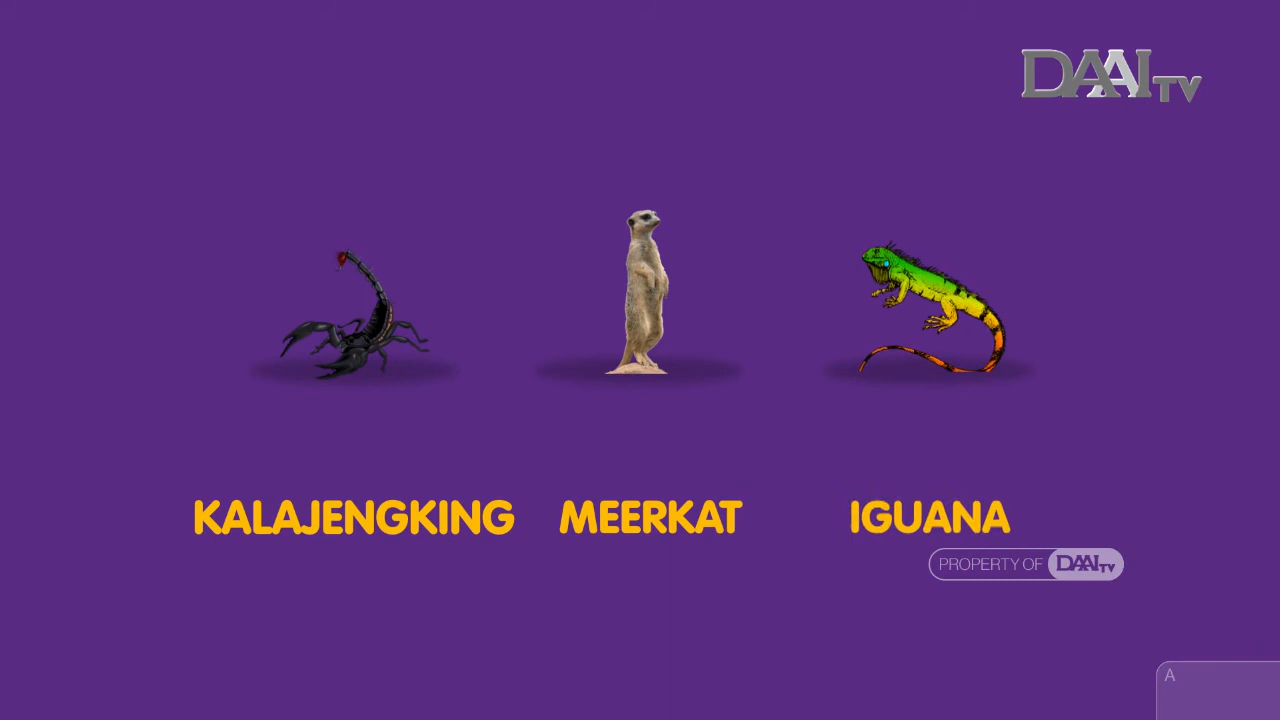 DAAI TV
KALAJENGKING MEERKAT IGUANA
PROPERTY OF DAAI TV
A